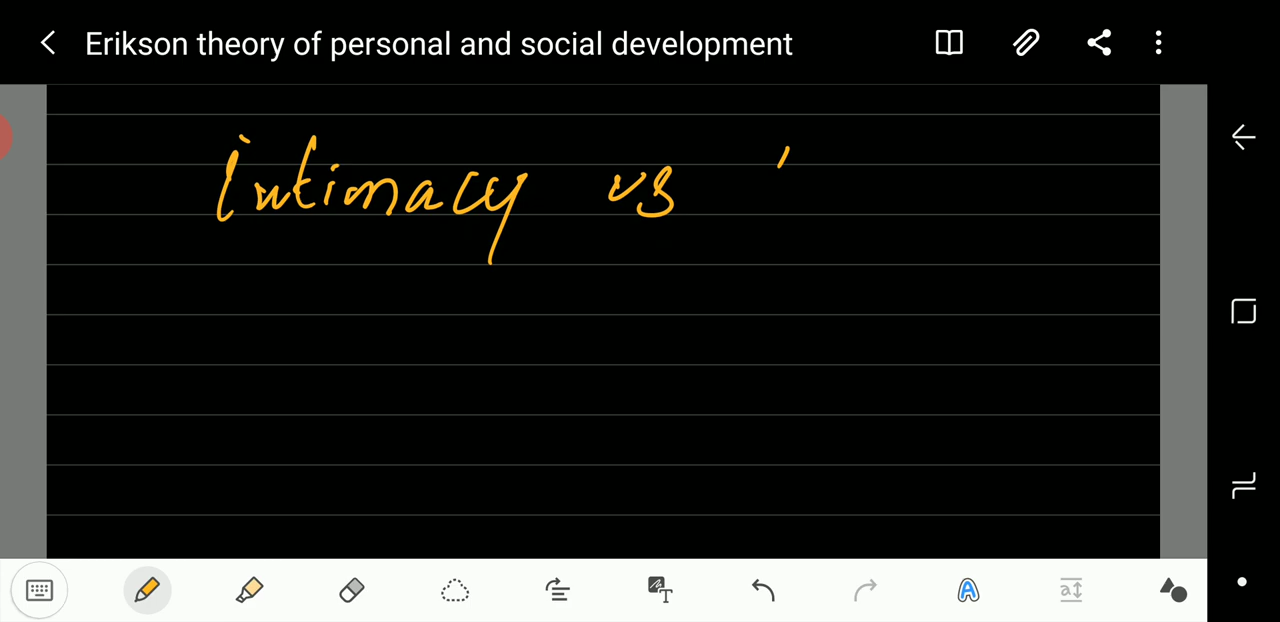 Erikson theory of personal and social development
Intimacy vs